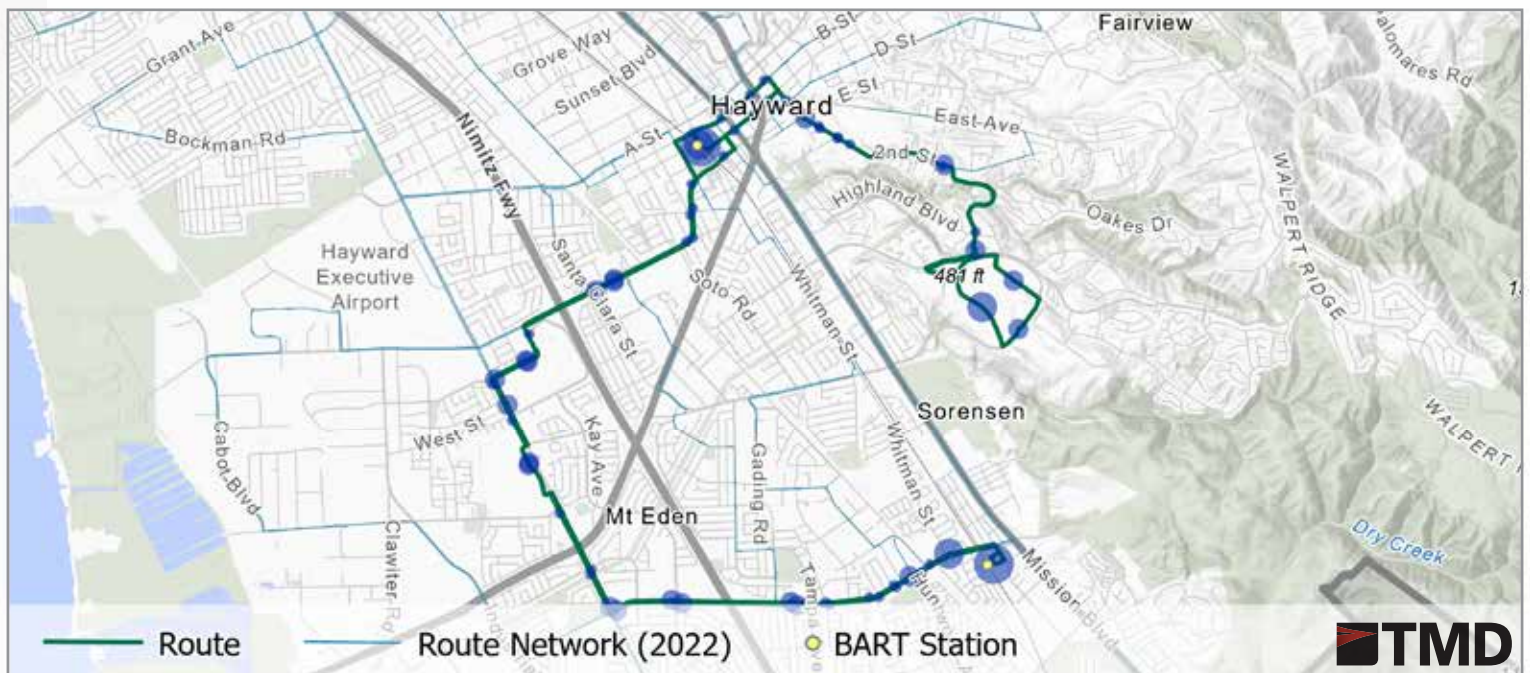 Fairview
Palomares Rd
Grant Ave
Grove Way
B-St
D-St
Sunset Blvd
E St
Hayward
East-Ave
Bockman Rd
A-St
Nimitz-Fwy
2nd-St
WALPERT RIDGE
Highland Blvd
Oakes Dr
Hayward
Executive
Airport
Santa Clara St
481 ft
Soto Rd
Whitman-St
Sorensen
WALPERT
West St
Kay Ave
Cabot-Blvd
Whitman St
Gading Rd
Mt Eden
Clawiter Rd
Dry Creek
Mission-Blvd
Route
Route Network (2022)
BART Station
TMD